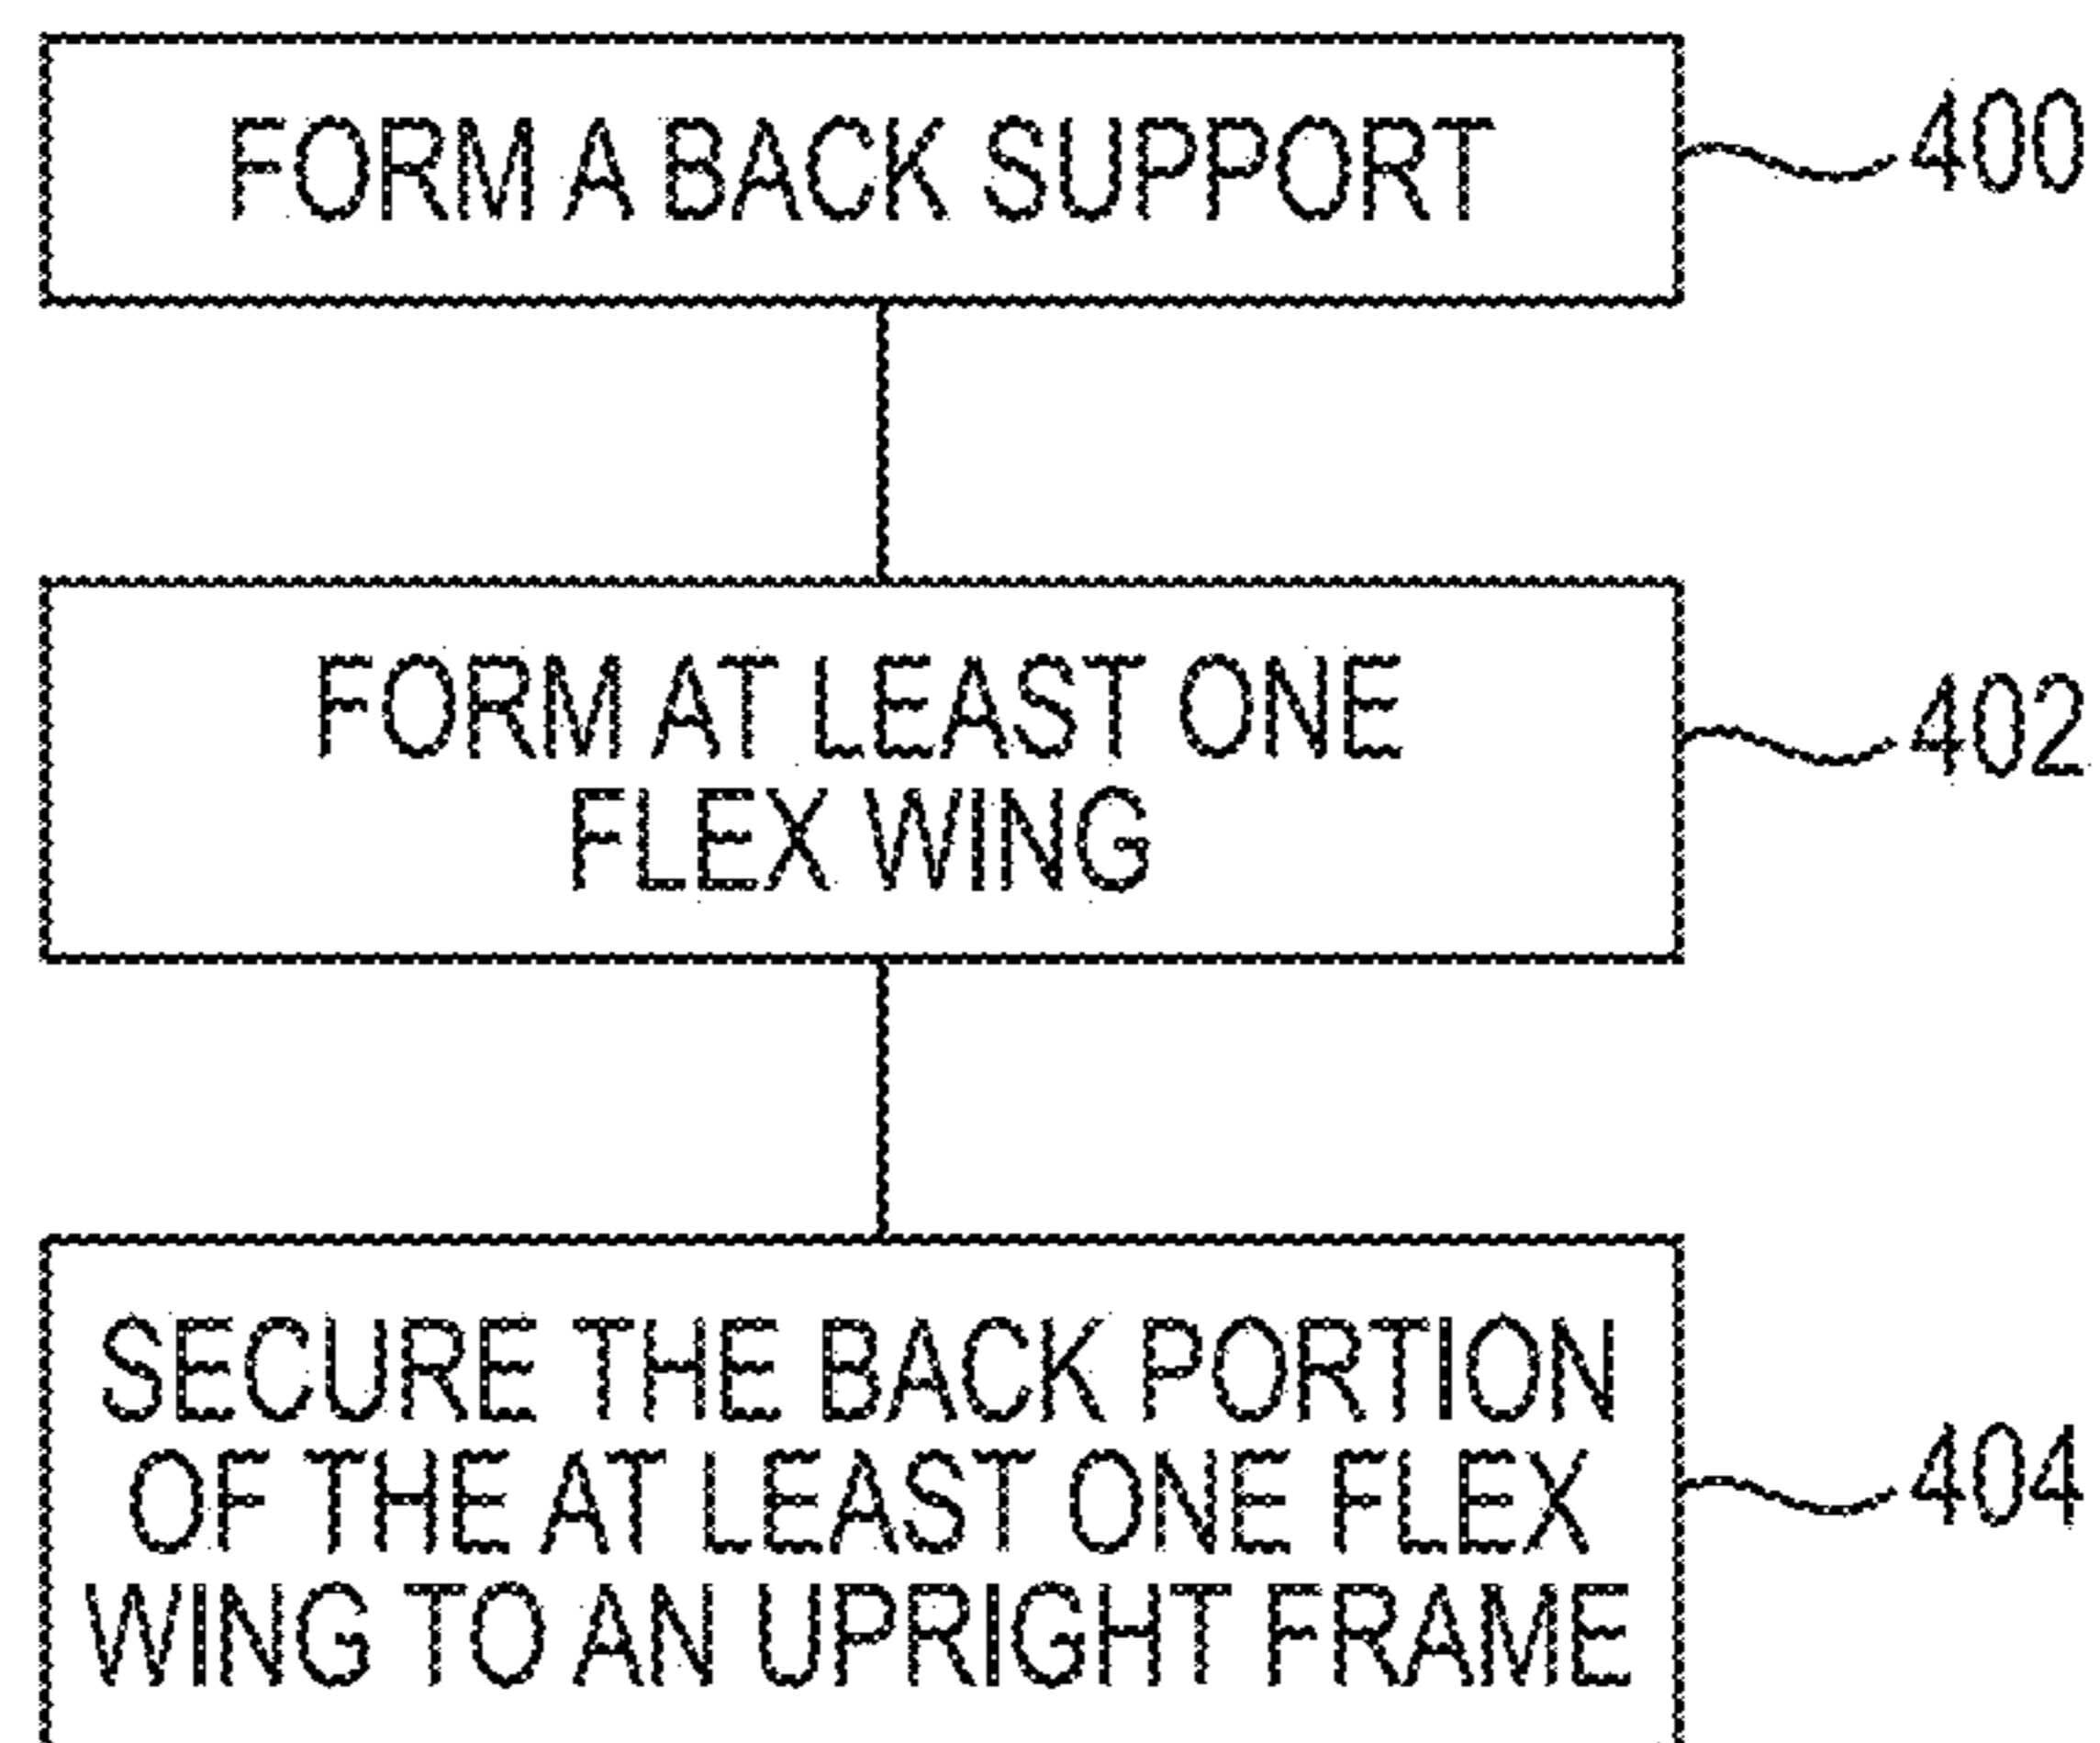 FORM A BACK SUPPORT
400
FORM AT LEAST ONE
FLEX WING
402
SECURE THE BACK PORTION
OF THE AT LEAST ONE FLEX
WING TO AN UPRIGHT FRAME
404